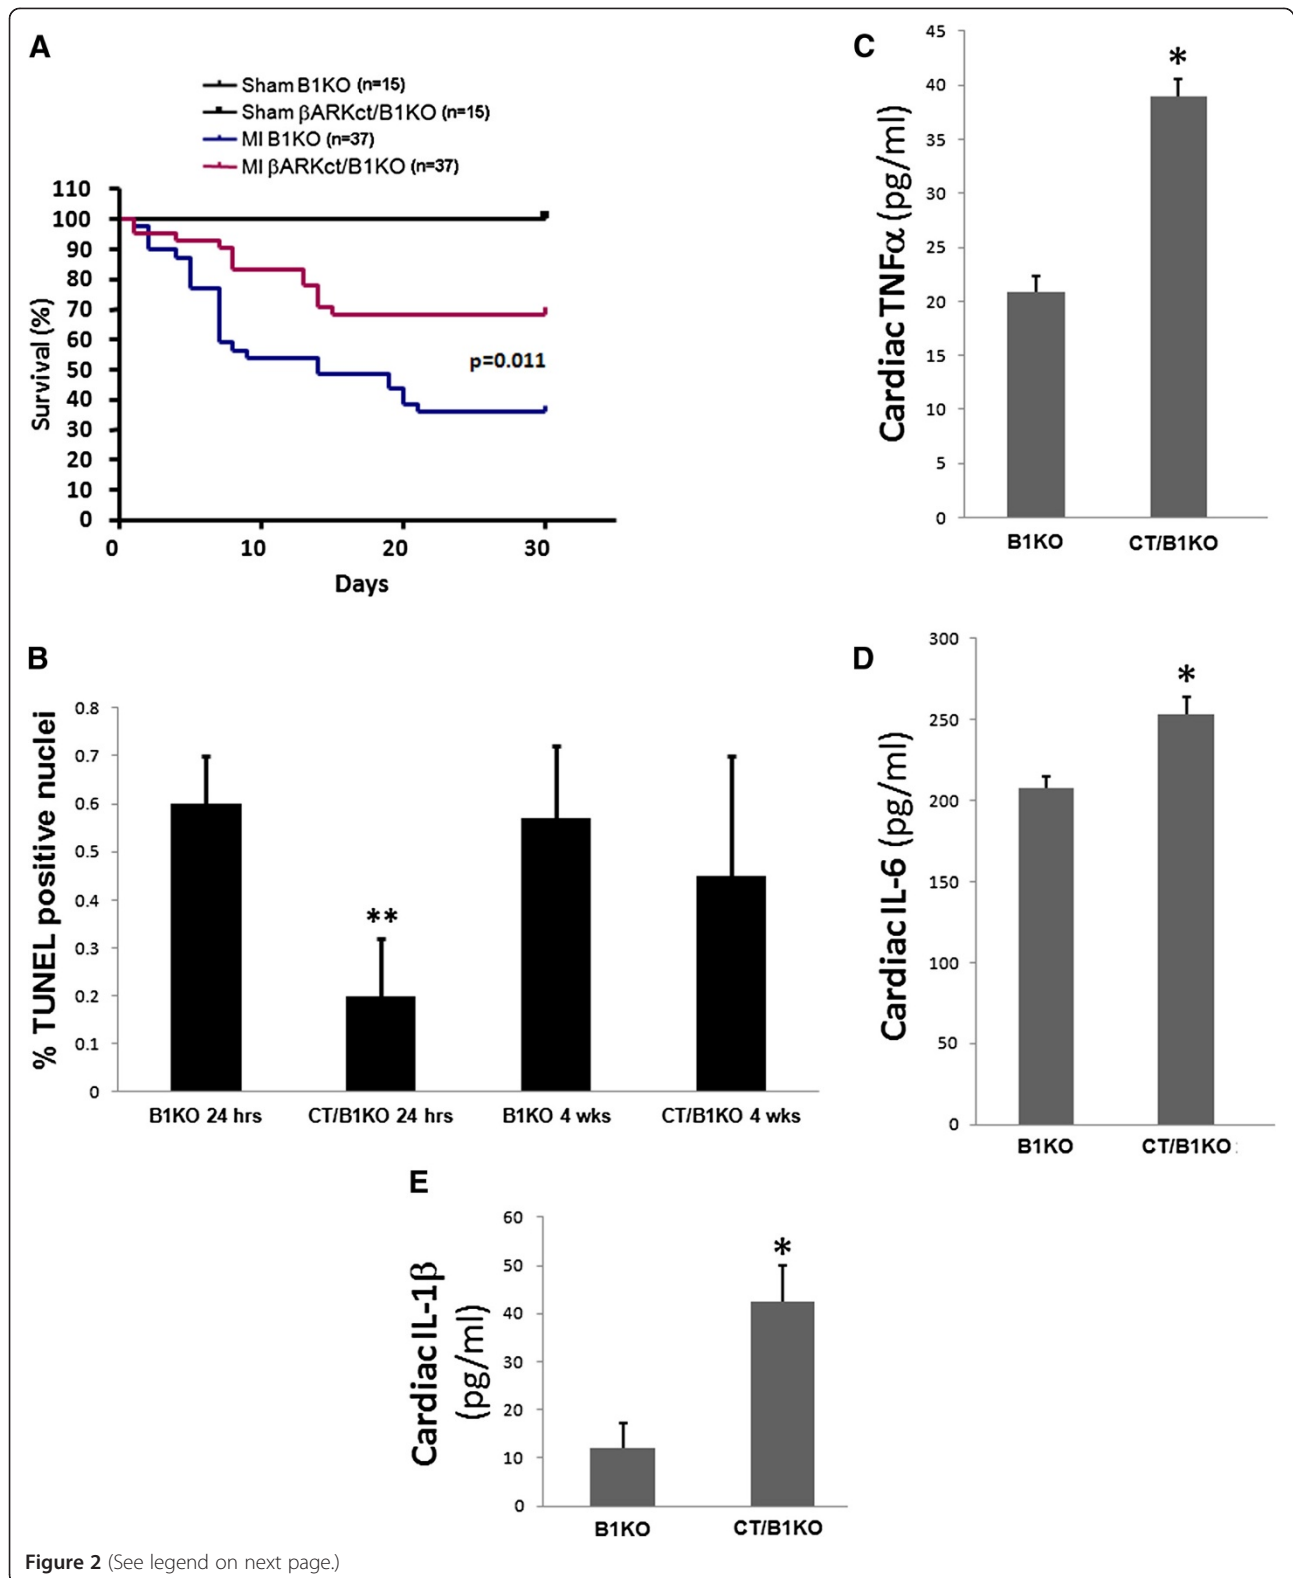 A
Sham B1KO (n=15)
Sham βARKct/B1KO (n=15)
MI B1KO (n=37)
MI βARKct/B1KO (n=37)
110
100
90
80
70
60
50
40
30
20
10
0
Survival (%)
p=0.011
0 10 20 30
Days
B
% TUNEL positive nuclei
0.8
0.7
0.6
0.5
0.4
0.3
0.2
0.1
0
**
B1KO 24 hrs CT/B1KO 24 hrs B1KO 4 wks CT/B1KO 4 wks
C
Cardiac TNFα (pg/ml)
45
40
35
30
25
20
15
10
5
0
*
B1KO CT/B1KO
D
Cardiac IL-6 (pg/ml)
300
250
200
150
100
50
0
*
B1KO CT/B1KO
E
Cardiac IL-1β
(pg/ml)
60
50
40
30
20
10
0
*
B1KO CT/B1KO
Figure 2 (See legend on next page.)